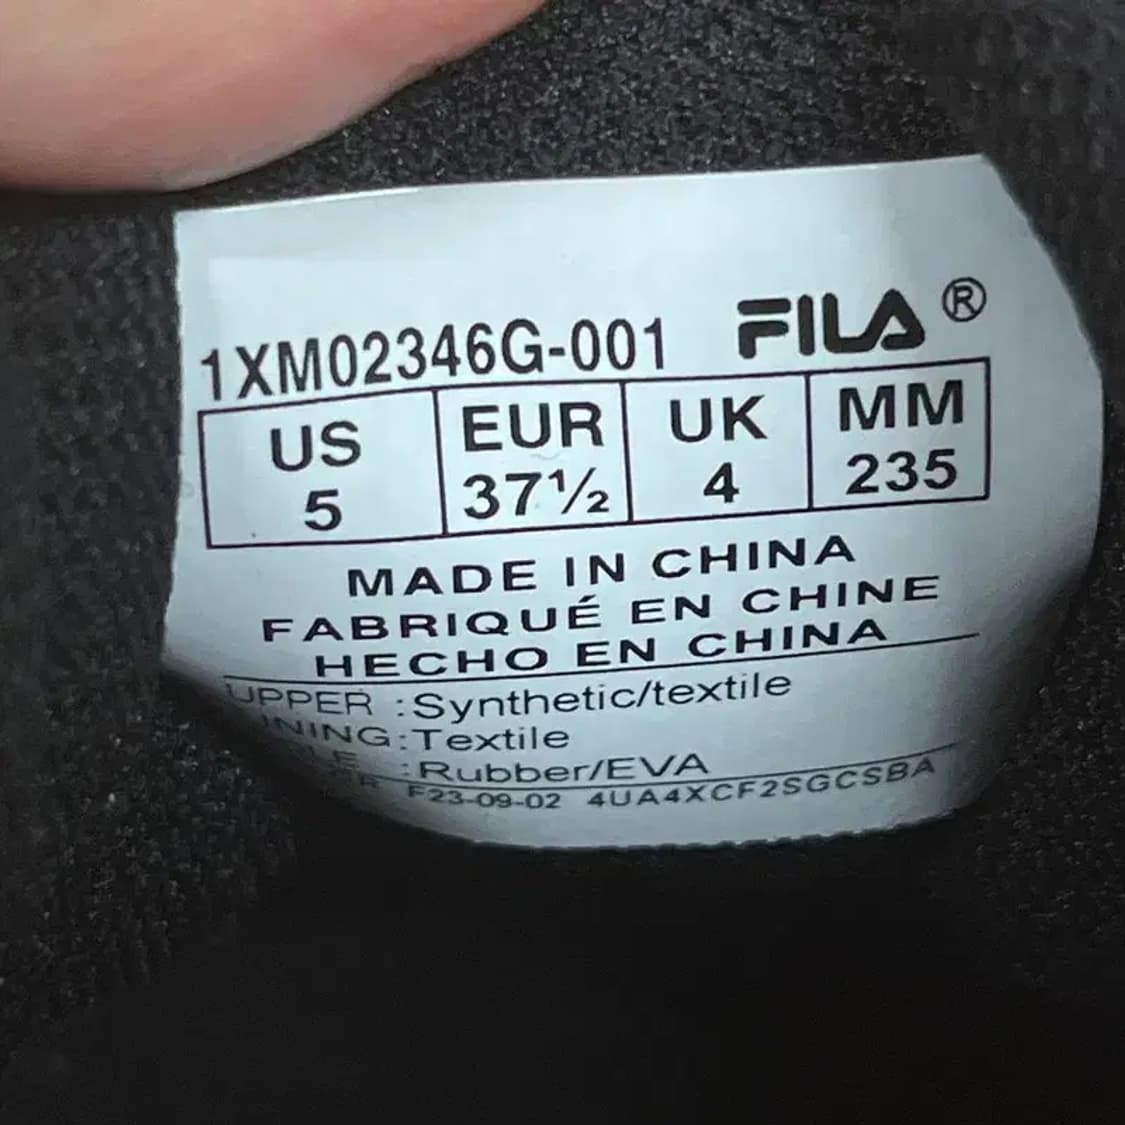 1XM02346G-001 FILA®
US EUR UK MM
5 37½ 4 235
MADE IN CHINA
FABRIQUÉ EN CHINE
HECHO EN CHINA
UPPER :Synthetic/textile
:Textile
:Rubber/EVA
F23-09-02 4UA4XCF2SGCSBA